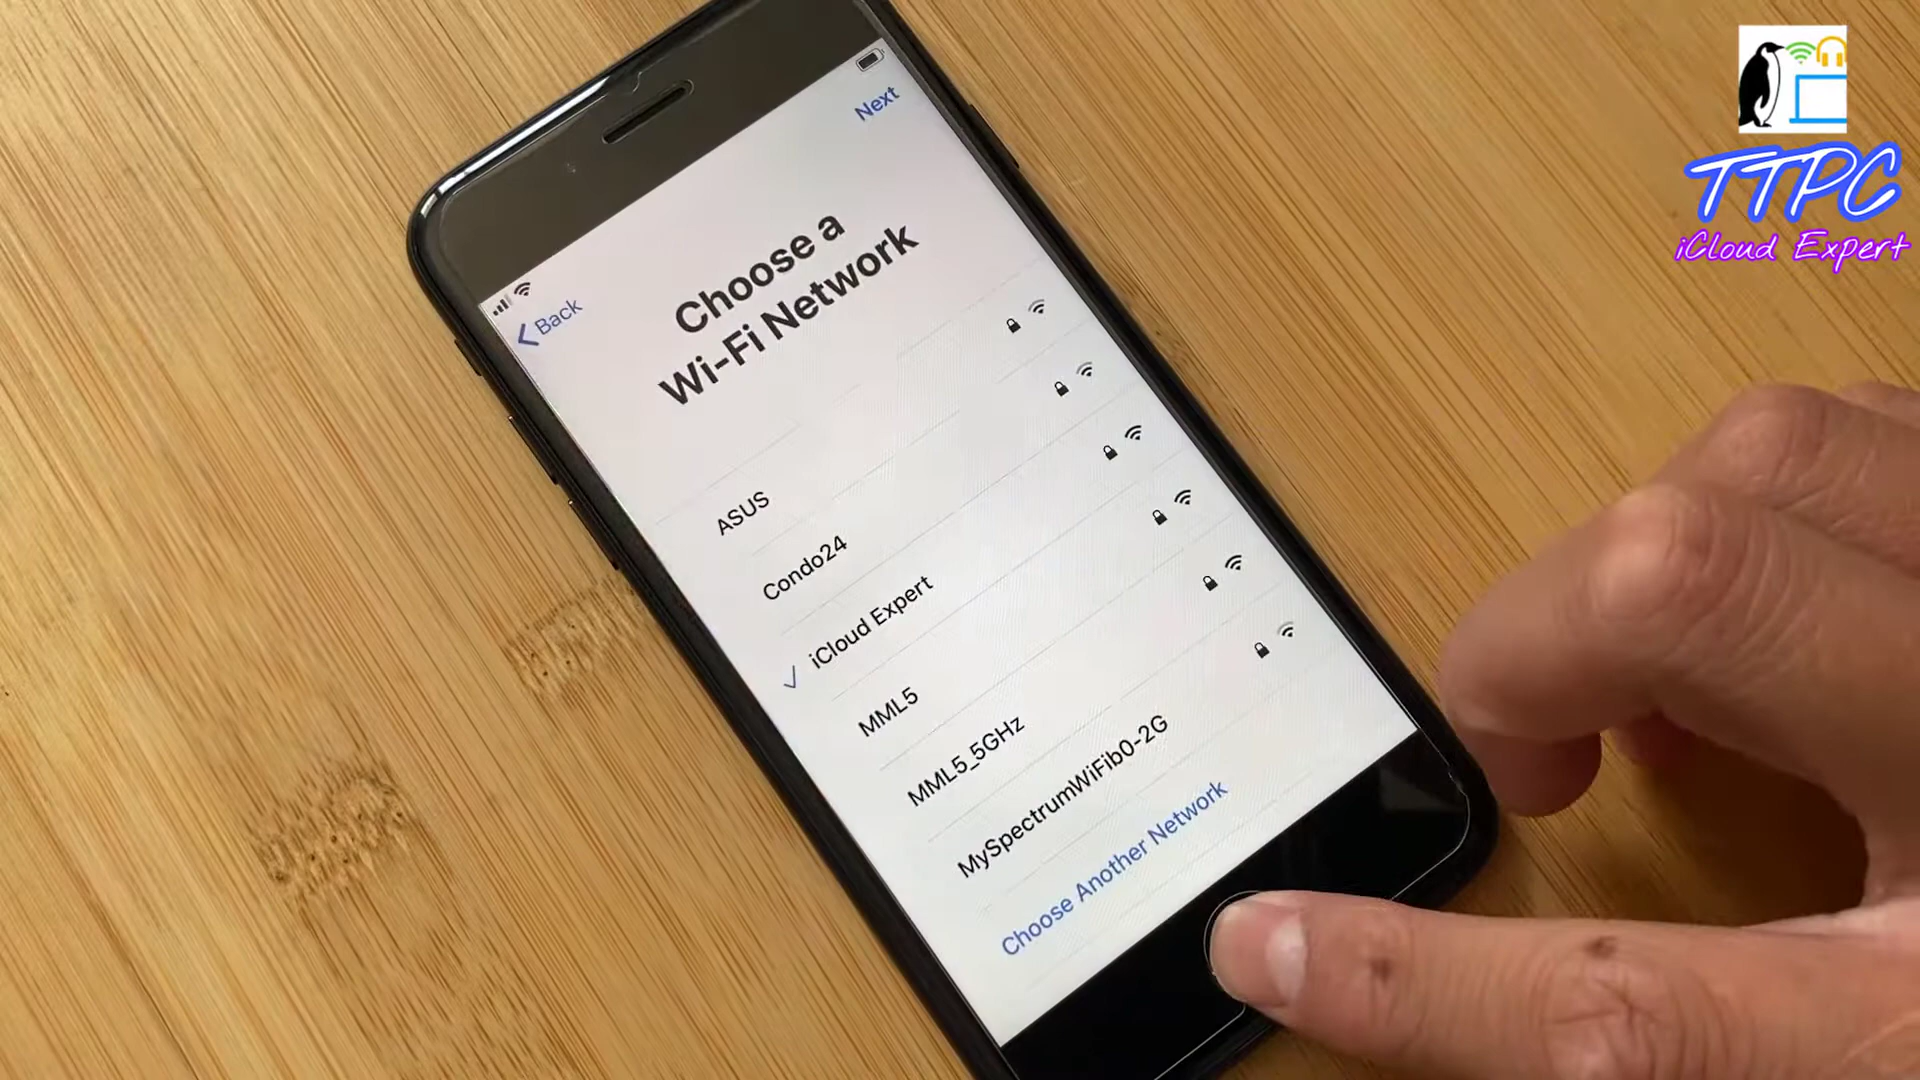 Next
Back
Choose a
Wi-Fi Network
ASUS
Condo24
iCloud Expert
MML5
MML5_5GHz
MySpectrumWiFib0-2G
Choose Another Network
TTPC
iCloud Expert